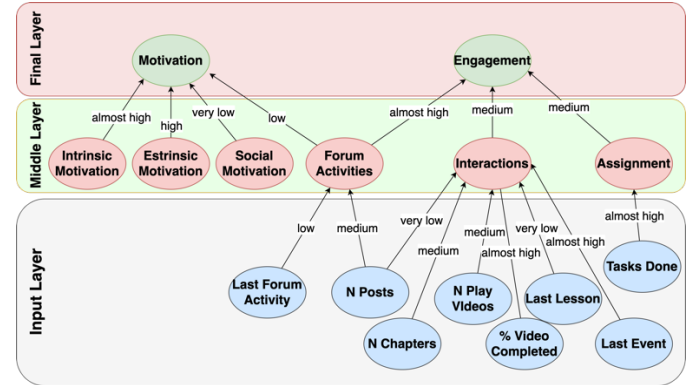 Final Layer
Motivation
Engagement
almost high
high
very low
low
almost high
medium
medium
Middle Layer
Intrinsic
Motivation
Estrinsic
Motivation
Social
Motivation
Forum
Activities
Interactions
Assignment
Input Layer
low
medium
very low
medium
medium
almost high
very low
almost high
almost high
Last Forum
Activity
N Posts
N Play
VIdeos
Last Lesson
Tasks Done
N Chapters
% Video
Completed
Last Event